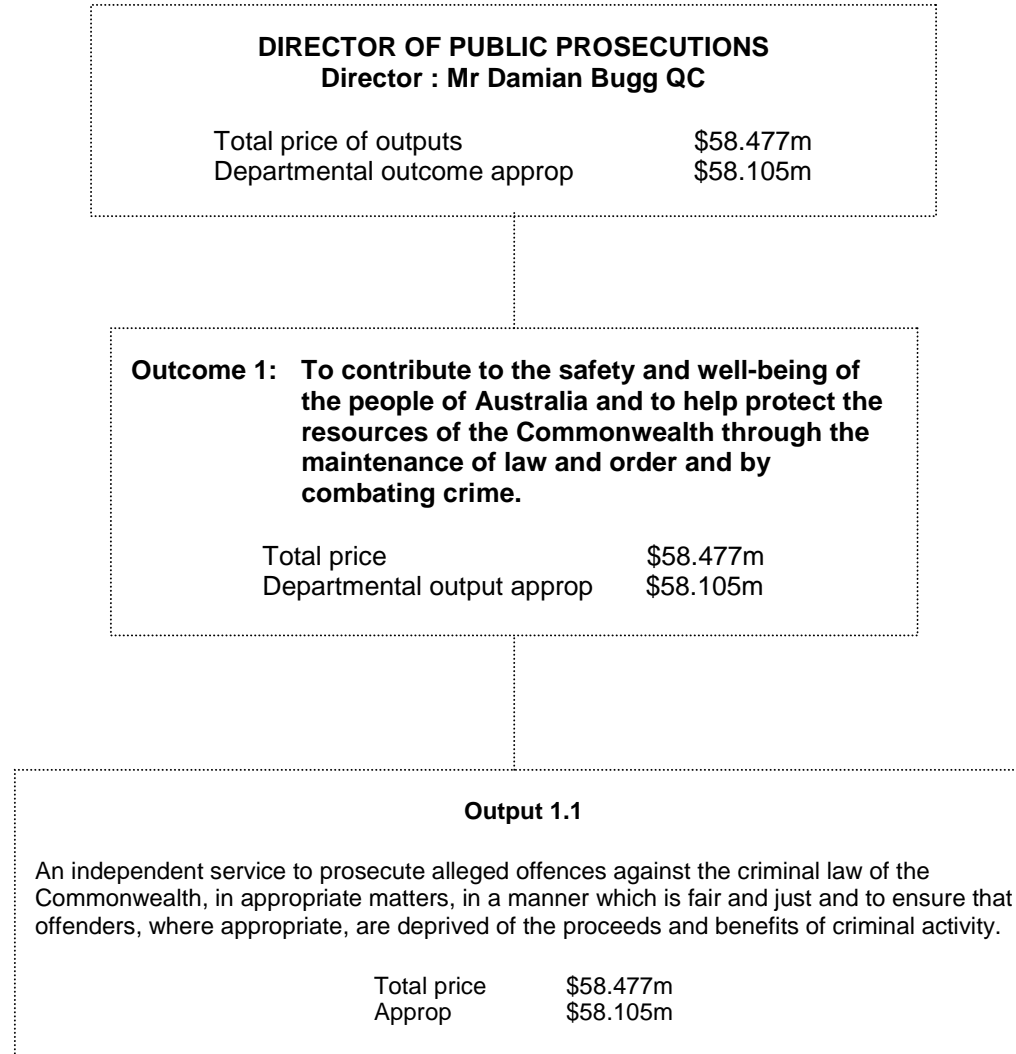 DIRECTOR OF PUBLIC PROSECUTIONS
Director : Mr Damian Bugg QC
Total price of outputs $58.477m
Departmental outcome approp $58.105m
Outcome 1: To contribute to the safety and well-being of
the people of Australia and to help protect the
resources of the Commonwealth through the
maintenance of law and order and by
combating crime.
Total price $58.477m
Departmental output approp $58.105m
Output 1.1
An independent service to prosecute alleged offences against the criminal law of the
Commonwealth, in appropriate matters, in a manner which is fair and just and to ensure that
offenders, where appropriate, are deprived of the proceeds and benefits of criminal activity.
Total price $58.477m
Approp $58.105m